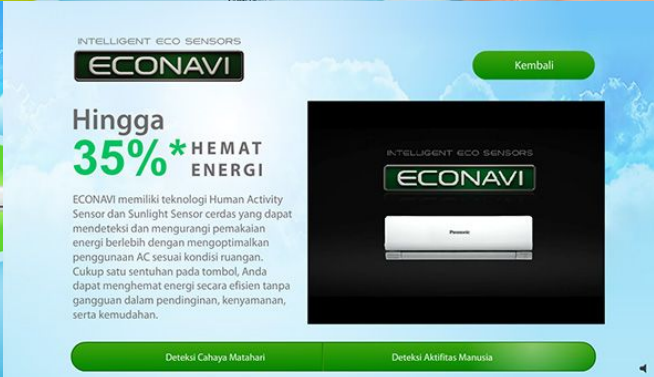 INTELLIGENT ECO SENSORS
ECONAVI
Kembali
Hingga
35%* HEMAT
ENERGI
ECONAVI memiliki teknologi Human Activity
Sensor dan Sunlight Sensor cerdas yang dapat
mendeteksi dan mengurangi pemakaian
energi berlebih dengan mengoptimalkan
penggunaan AC sesuai kondisi ruangan.
Cukup satu sentuhan pada tombol, Anda
dapat menghemat energi secara efisien tanpa
gangguan dalam pendinginan, kenyamanan,
serta kemudahan.
INTELLIGENT ECO SENSORS
ECONAVI
Panasonic
Deteksi Cahaya Matahari
Deteksi Aktifitas Manusia